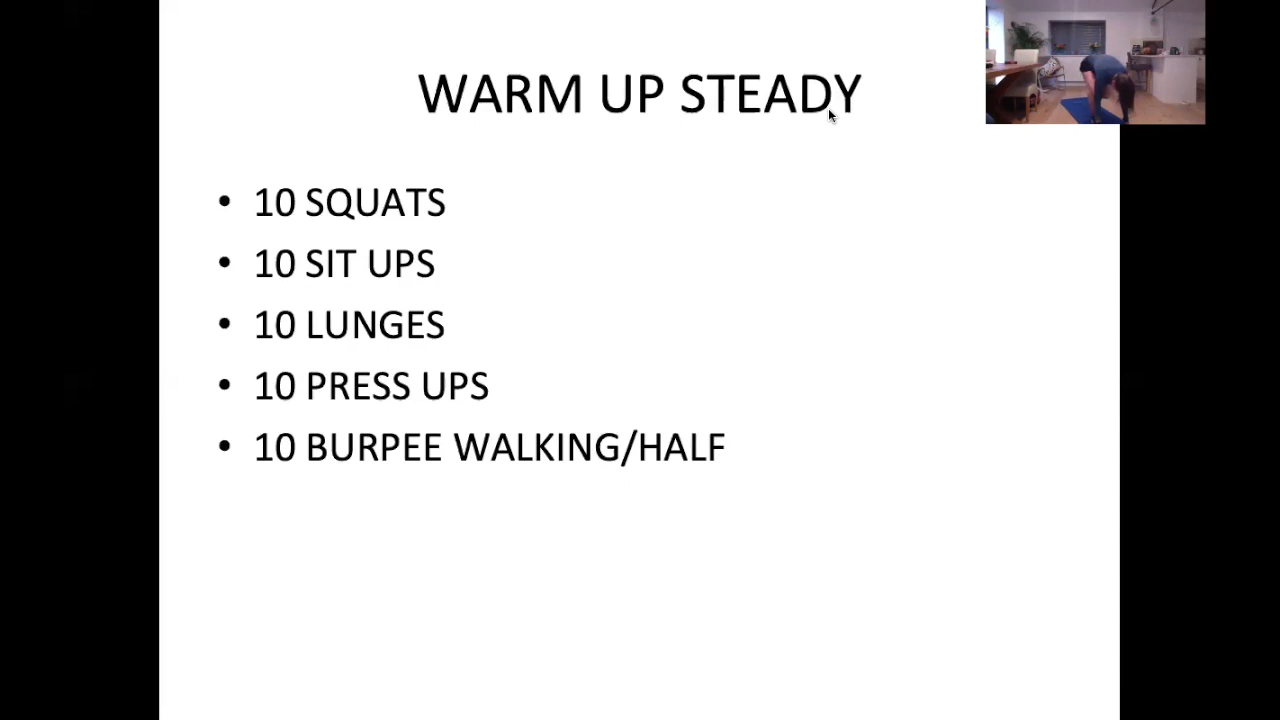 WARM UP STEADY
• 10 SQUATS
• 10 SIT UPS
• 10 LUNGES
• 10 PRESS UPS
• 10 BURPEE WALKING/HALF